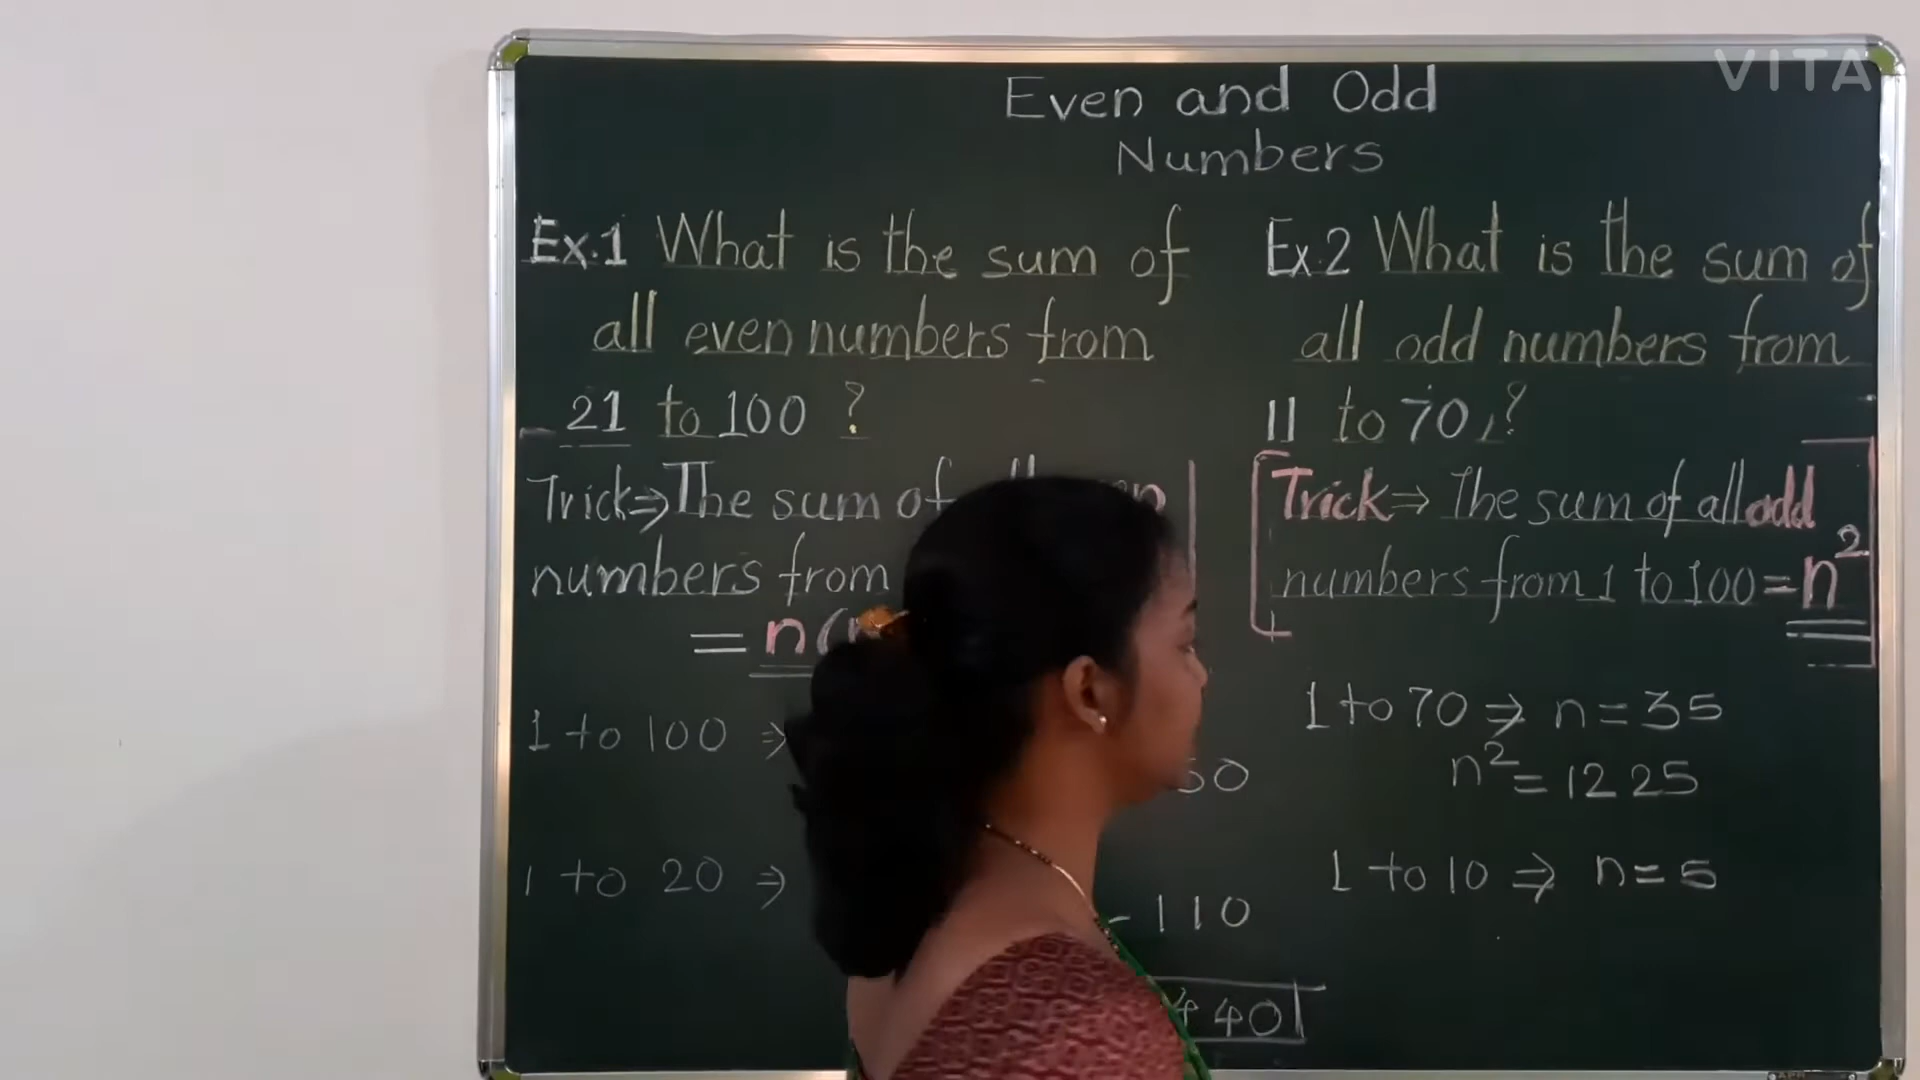 VITA
Even and Odd
Numbers
Ex.1 What is the sum of
all even numbers from
21 to 100 ?
Trick⇒The sum of
numbers from
= n(
1 to 100 ⇒
1 to 20 ⇒
- 110
440
Ex.2 What is the sum of
all odd numbers from
11 to 70,?
Trick⇒ The sum of all odd
numbers from 1 to 100 = n²
1 to 70 ⇒ n = 35
n² = 1225
1 to 10 ⇒ n = 5